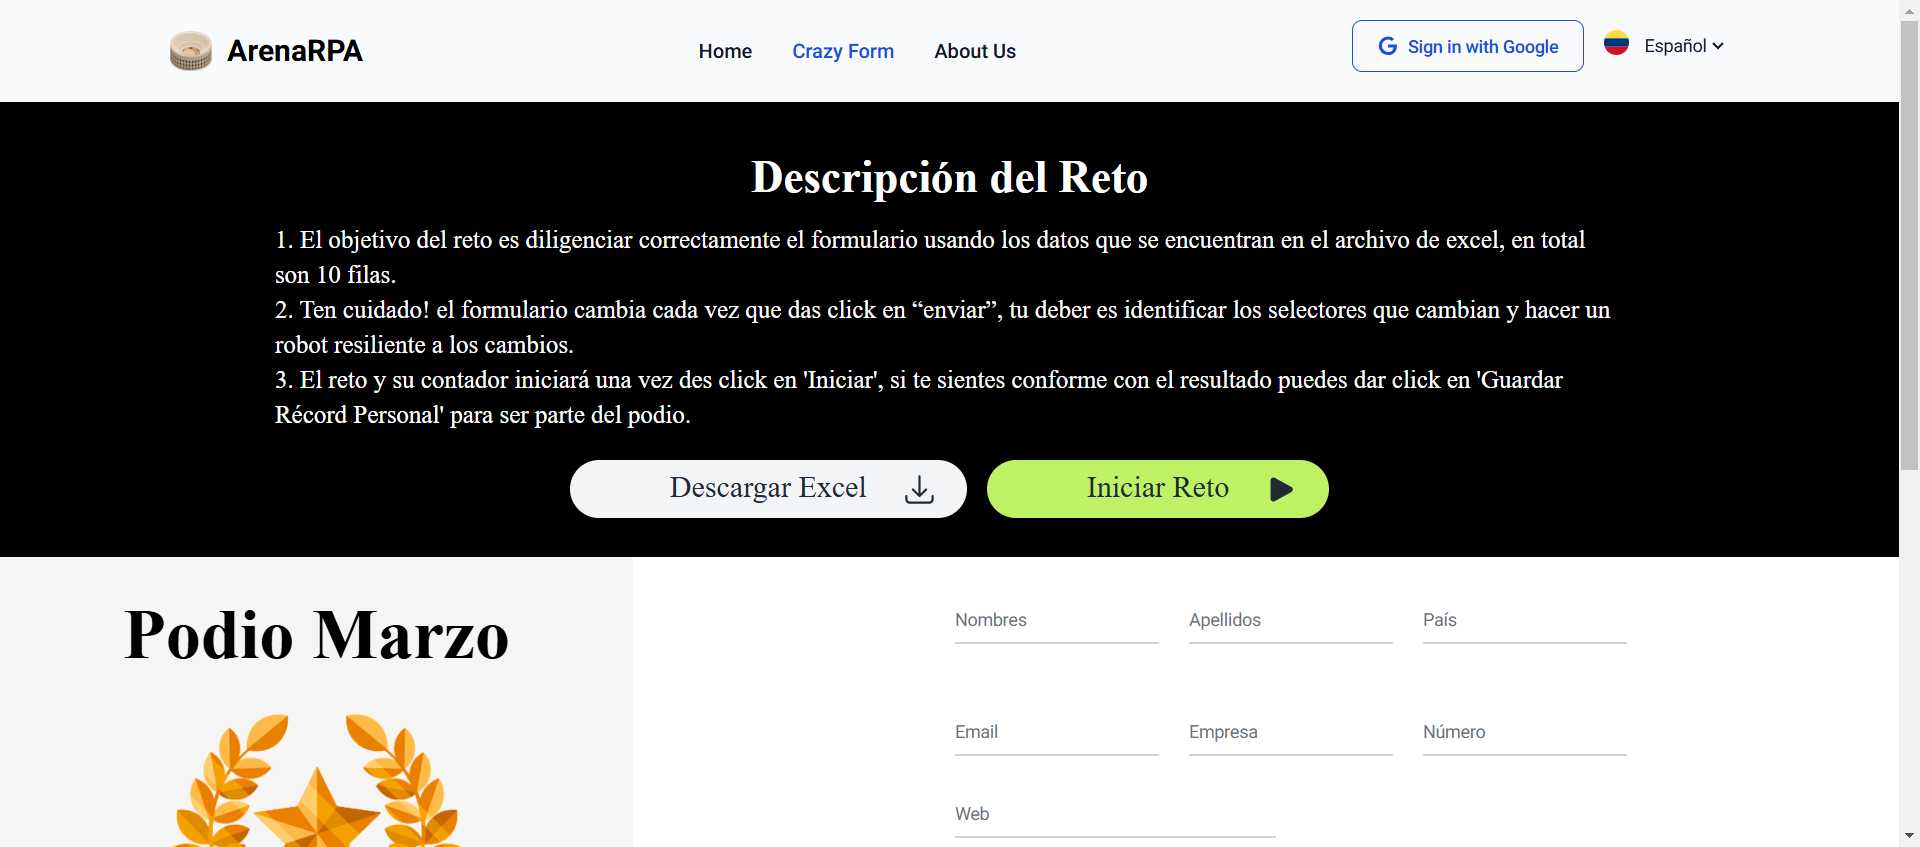 ArenaRPA
Home
Crazy Form
About Us
Sign in with Google
Español
Descripción del Reto
1. El objetivo del reto es diligenciar correctamente el formulario usando los datos que se encuentran en el archivo de excel, en total
son 10 filas.
2. Ten cuidado! el formulario cambia cada vez que das click en “enviar”, tu deber es identificar los selectores que cambian y hacer un
robot resiliente a los cambios.
3. El reto y su contador iniciará una vez des click en 'Iniciar', si te sientes conforme con el resultado puedes dar click en 'Guardar
Récord Personal' para ser parte del podio.
Descargar Excel
Iniciar Reto
Podio Marzo
Nombres
Apellidos
País
Email
Empresa
Número
Web